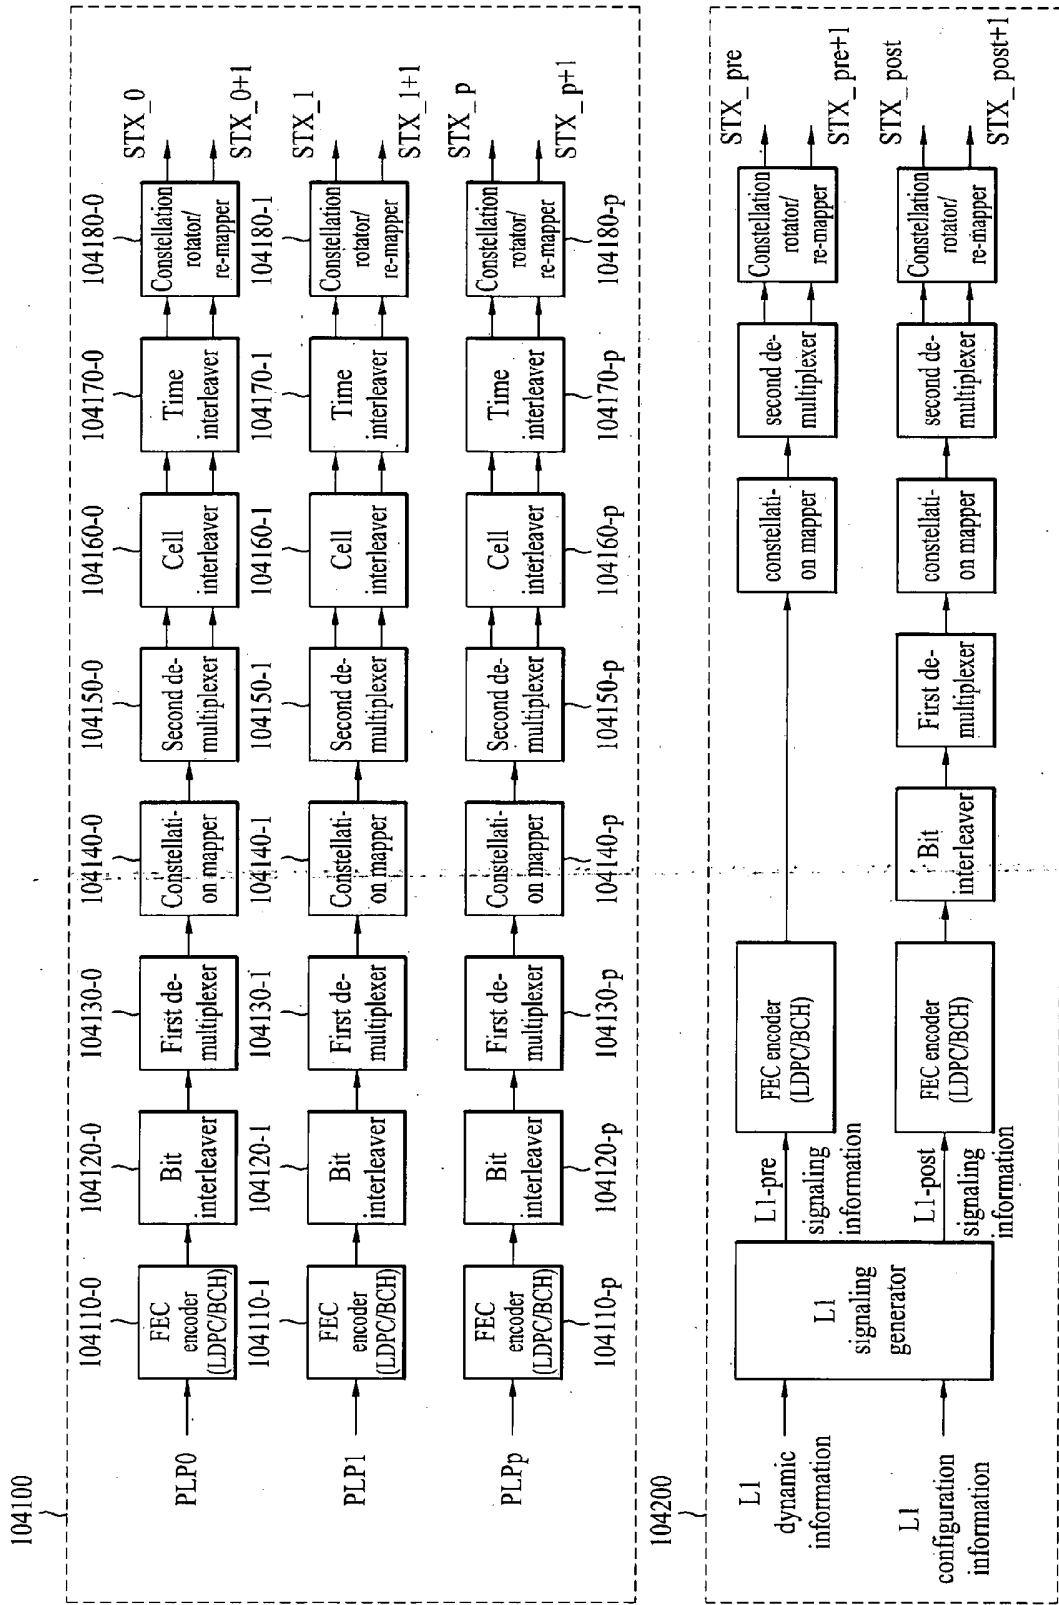 104100
PLP0
104110-0
FEC
encoder
(LDPC/BCH)
104120-0
Bit
interleaver
104130-0
First de-
multiplexer
104140-0
Constellati-
on mapper
104150-0
Second de-
multiplexer
104160-0
Cell
interleaver
104170-0
Time
interleaver
104180-0
Constellation
rotator/
re-mapper
STX_0
STX_0+1
PLP1
104110-1
FEC
encoder
(LDPC/BCH)
104120-1
Bit
interleaver
104130-1
First de-
multiplexer
104140-1
Constellati-
on mapper
104150-1
Second de-
multiplexer
104160-1
Cell
interleaver
104170-1
Time
interleaver
104180-1
Constellation
rotator/
re-mapper
STX_1
STX_1+1
PLPp
FEC
encoder
(LDPC/BCH)
104110-p
Bit
interleaver
104120-p
First de-
multiplexer
104130-p
Constellati-
on mapper
104140-p
Second de-
multiplexer
104150-p
Cell
interleaver
104160-p
Time
interleaver
104170-p
Constellation
rotator/
re-mapper
104180-p
STX_p
STX_p+1
104200
L1
dynamic
information
L1
configuration
information
L1
signaling
generator
L1-pre
signaling
information
FEC encoder
(LDPC/BCH)
constellati-
on mapper
second de-
multiplexer
Constellation
rotator/
re-mapper
STX_pre
STX_pre+1
L1-post
signaling
information
FEC encoder
(LDPC/BCH)
Bit
interleaver
First de-
multiplexer
constellati-
on mapper
second de-
multiplexer
Constellation
rotator/
re-mapper
STX_post
STX_post+1